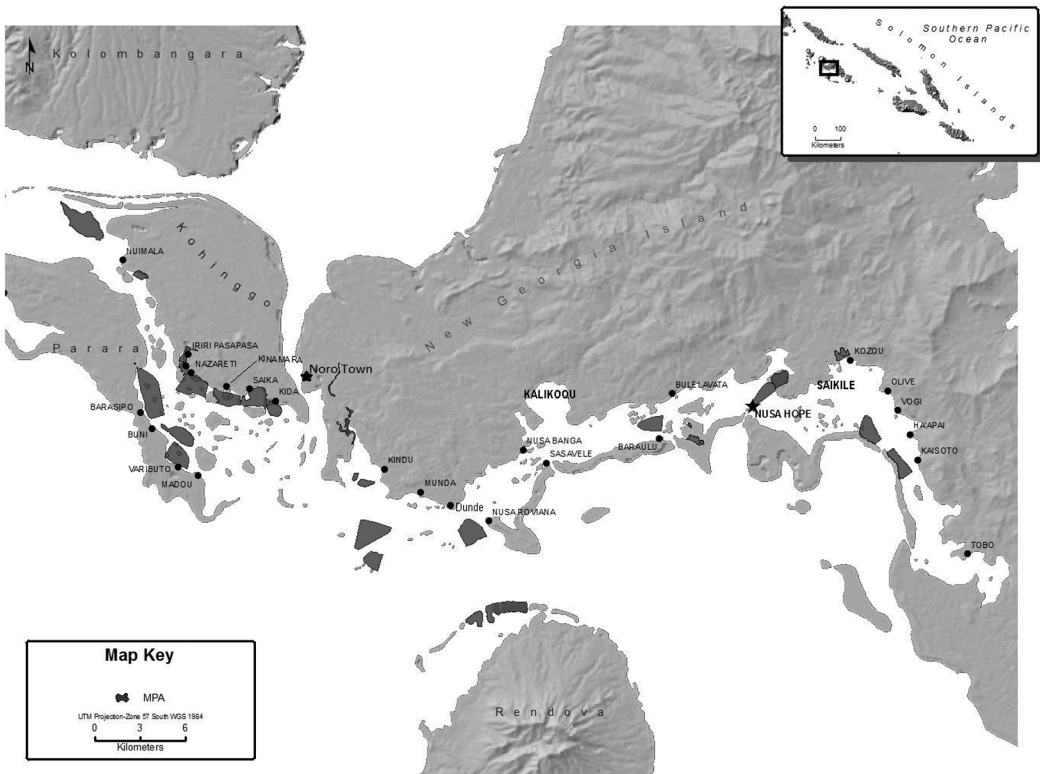 Kolombangara
N
Southern Pacific
Ocean
Solomon Islands
0 100
Kilometers
Kohinggo
New Georgia Island
NUIMALA
Parara
IRIRI PASAPASA
NAZARETI
KINAMARA
SAIKA
KIDA
Noro Town
BARASIPO
BUNI
VARIBUTO
MADOU
KINDU
MUNDA
Dunde
NUSA ROVIANA
KALIKOQU
NUSA BANGA
SASAVELE
BULELAVATA
BARAULU
NUSA HOPE
SAIKILE
KOZOU
OLIVE
VOGI
HA'APAI
KAISOTO
TOBO
Rendova
Map Key
MPA
UTM Projection-Zone 57 South WGS 1984
0 3 6
Kilometers